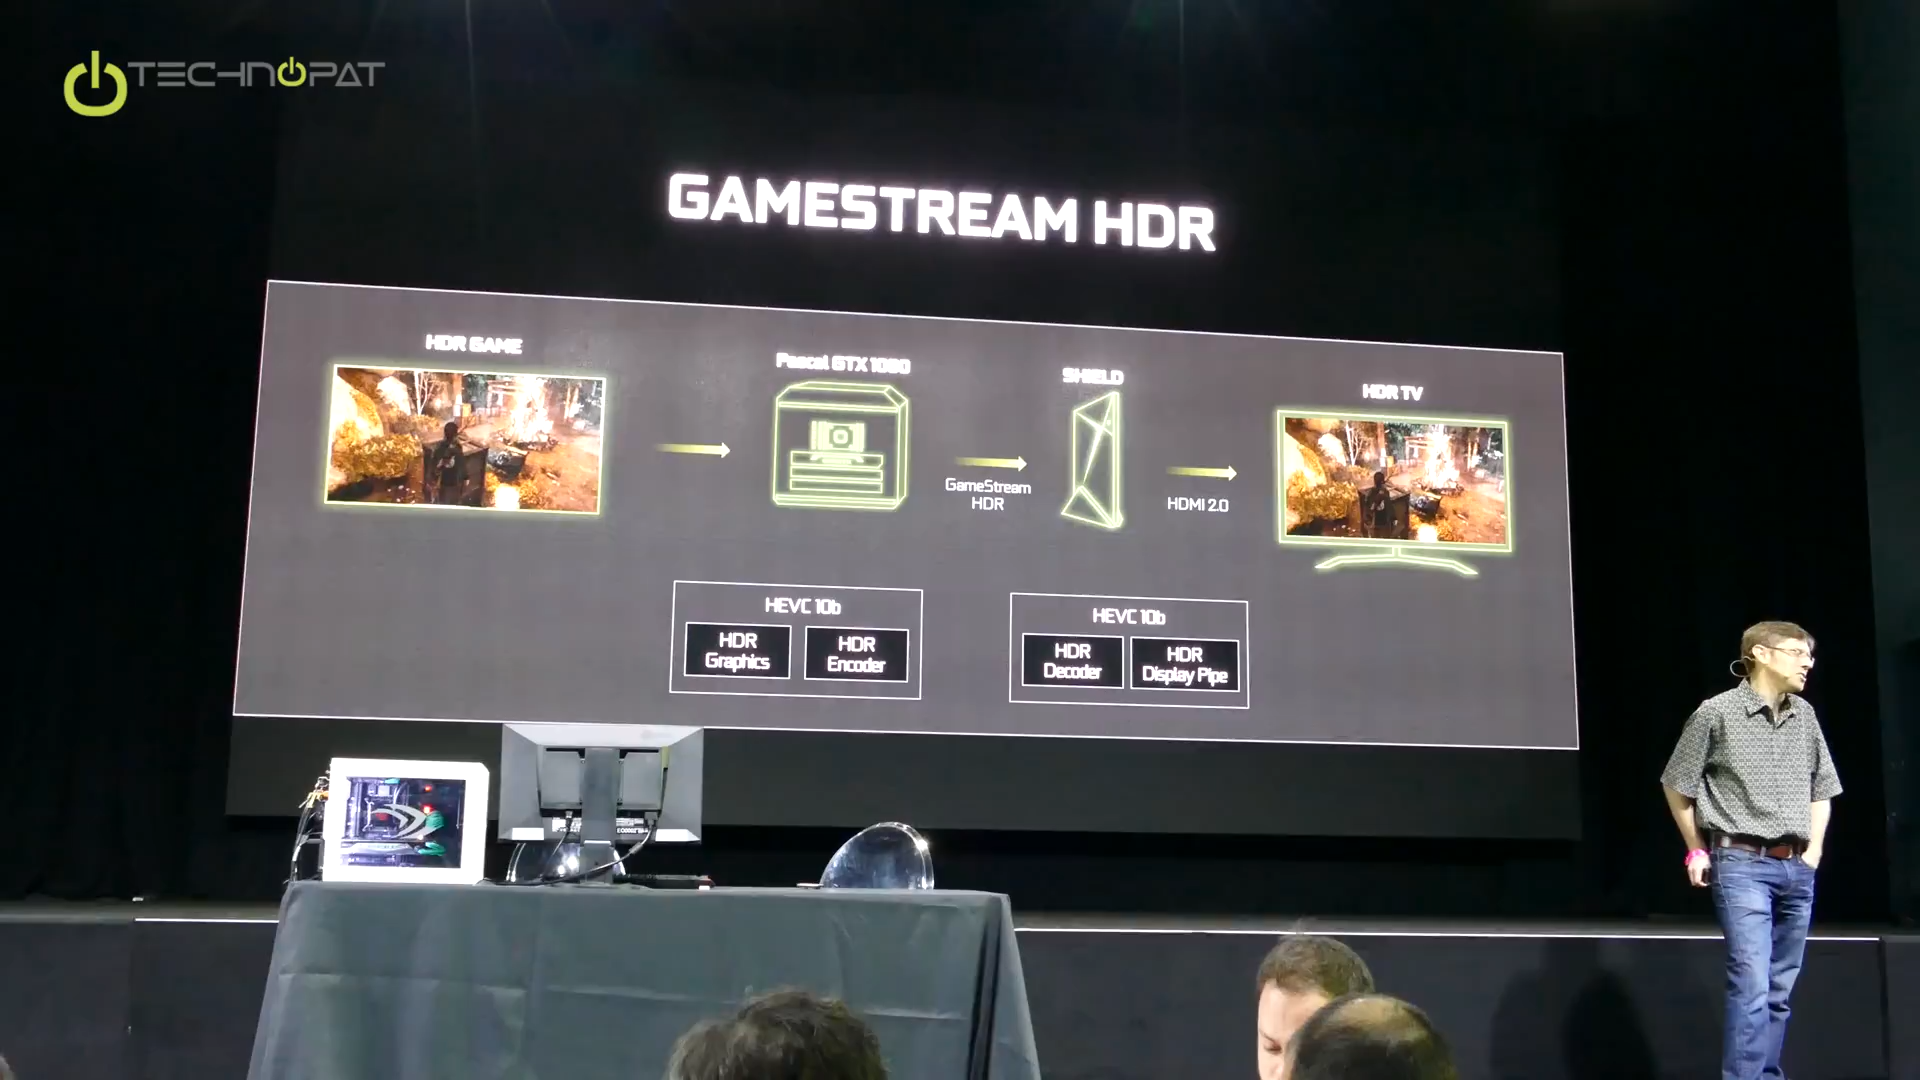 TECHNOPAT
GAMESTREAM HDR
HDR GAME
Pascal GTX 1080
SHIELD
HDR TV
GameStream
HDR
HDMI 2.0
HEVC 10b
HDR
Graphics
HDR
Encoder
HEVC 10b
HDR
Decoder
HDR
Display Pipe